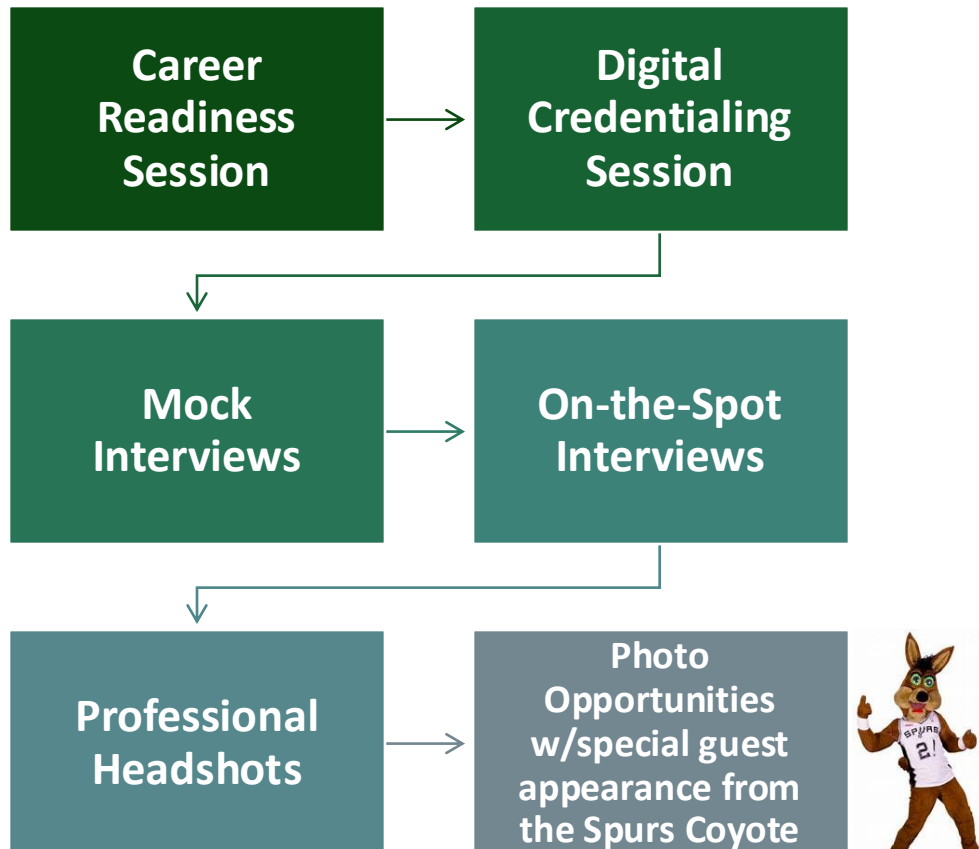 Career
Readiness
Session
Digital
Credentialing
Session
Mock
Interviews
On-the-Spot
Interviews
Professional
Headshots
Photo
Opportunities
w/special guest
appearance from
the Spurs Coyote
SPURS
2!